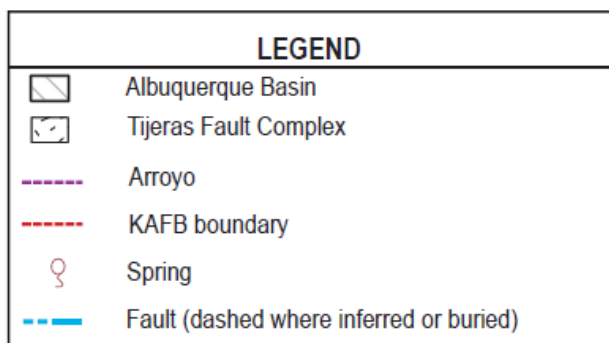 LEGEND
Albuquerque Basin
Tijeras Fault Complex
Arroyo
KAFB boundary
Spring
Fault (dashed where inferred or buried)